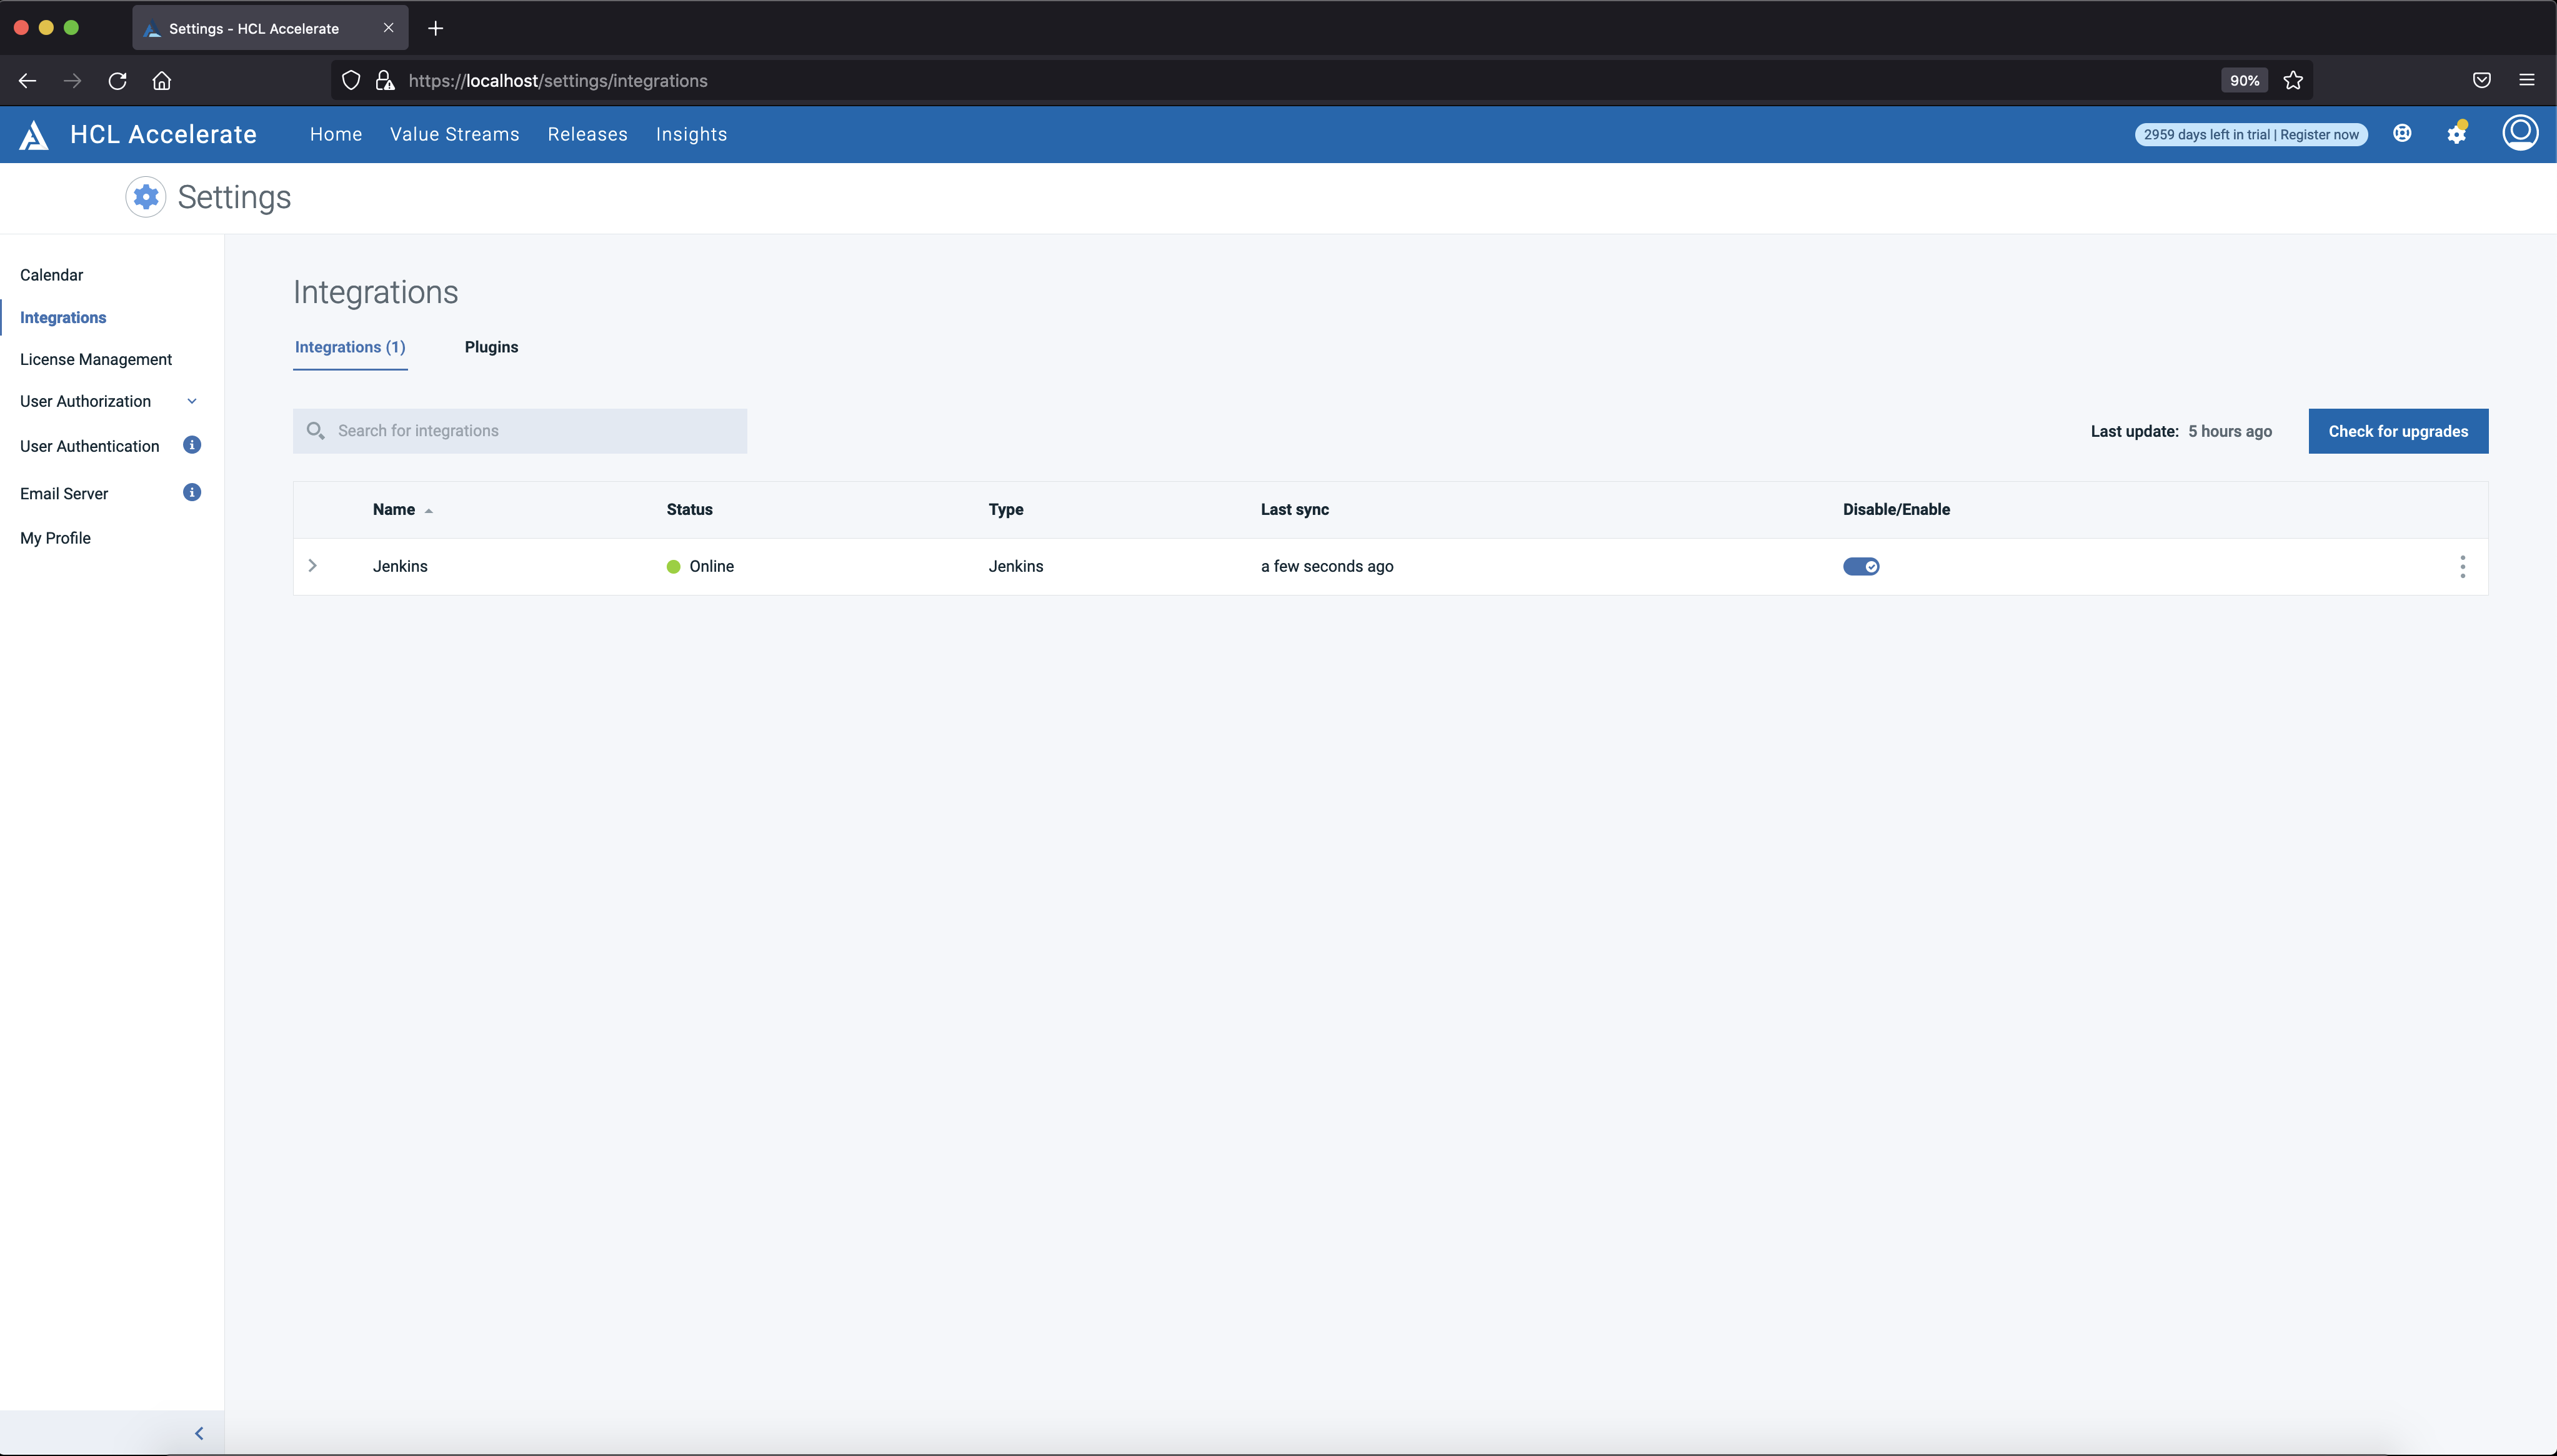 Settings - HCL Accelerate
https://localhost/settings/integrations
90%
HCL Accelerate
Home
Value Streams
Releases
Insights
2959 days left in trial | Register now
Settings
Calendar
Integrations
License Management
User Authorization
User Authentication
Email Server
My Profile
Integrations
Integrations (1)
Plugins
Search for integrations
Last update: 5 hours ago
Check for upgrades
Name
Status
Type
Last sync
Disable/Enable
Jenkins
Online
Jenkins
a few seconds ago